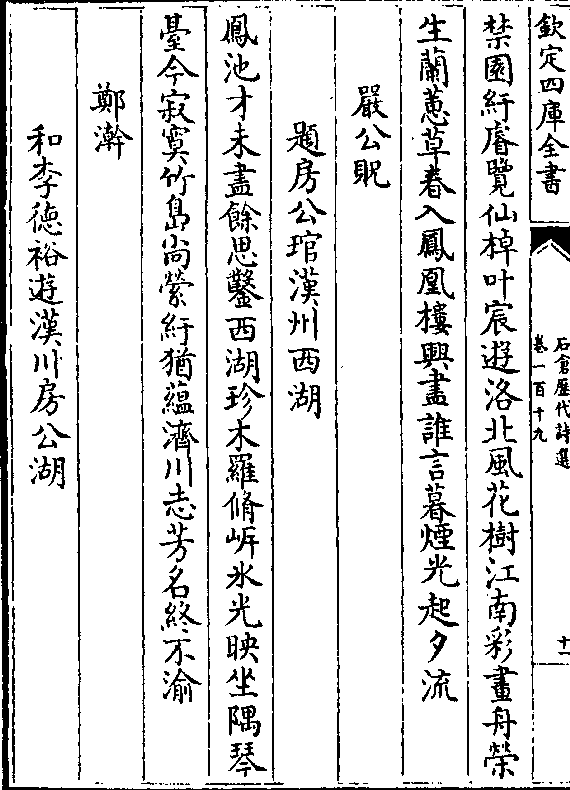 欽定四庫全書
石倉歷代詩選
卷一百十九
十一
禁園紆睿覽仙棹叶宸遊洛北風花樹江南彩畫舟榮
生蘭蕙草春入鳳凰樓興盡誰言暮煙光起夕流
嚴公貺
題房公琯漢州西湖
鳳池才未盡餘思鑿西湖珍木羅脩岍氷光映坐隅琴
臺今寂寞竹島尚縈紆猶藴濟川志芳名終不渝
鄭澣
和李德裕遊漢川房公湖